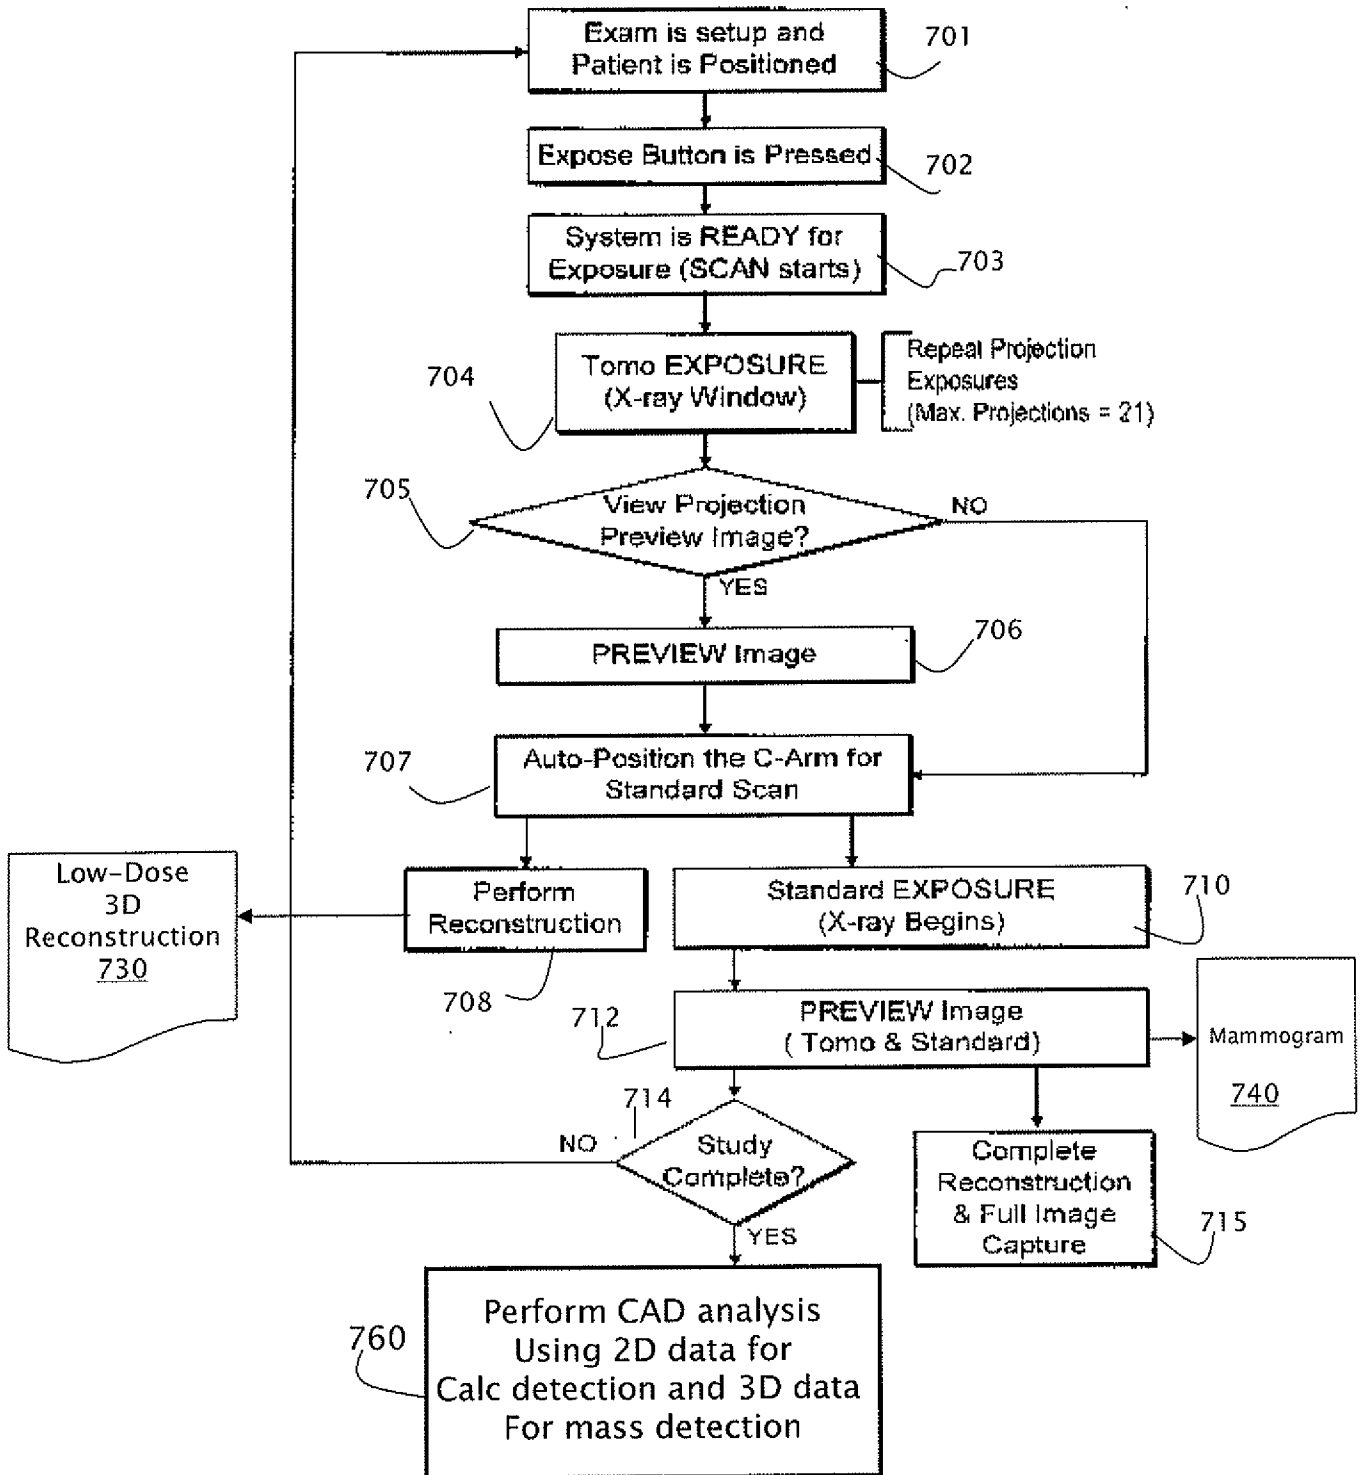 Exam is setup and
Patient is Positioned
701
Expose Button is Pressed
702
System is READY for
Exposure (SCAN starts)
703
Tomo EXPOSURE
(X-ray Window)
704
Repeal Projection
Exposures
(Max. Projections = 21)
705
View Projection
Preview Image?
NO
YES
PREVIEW Image
706
707
Auto-Position the C-Arm for
Standard Scan
Low-Dose
3D
Reconstruction
730
Perform
Reconstruction
708
Standard EXPOSURE
(X-ray Begins)
710
712
PREVIEW Image
( Tomo & Standard)
Mammogram
740
714
NO
Study
Complete?
YES
Complete
Reconstruction
& Full Image
Capture
715
760
Perform CAD analysis
Using 2D data for
Calc detection and 3D data
For mass detection